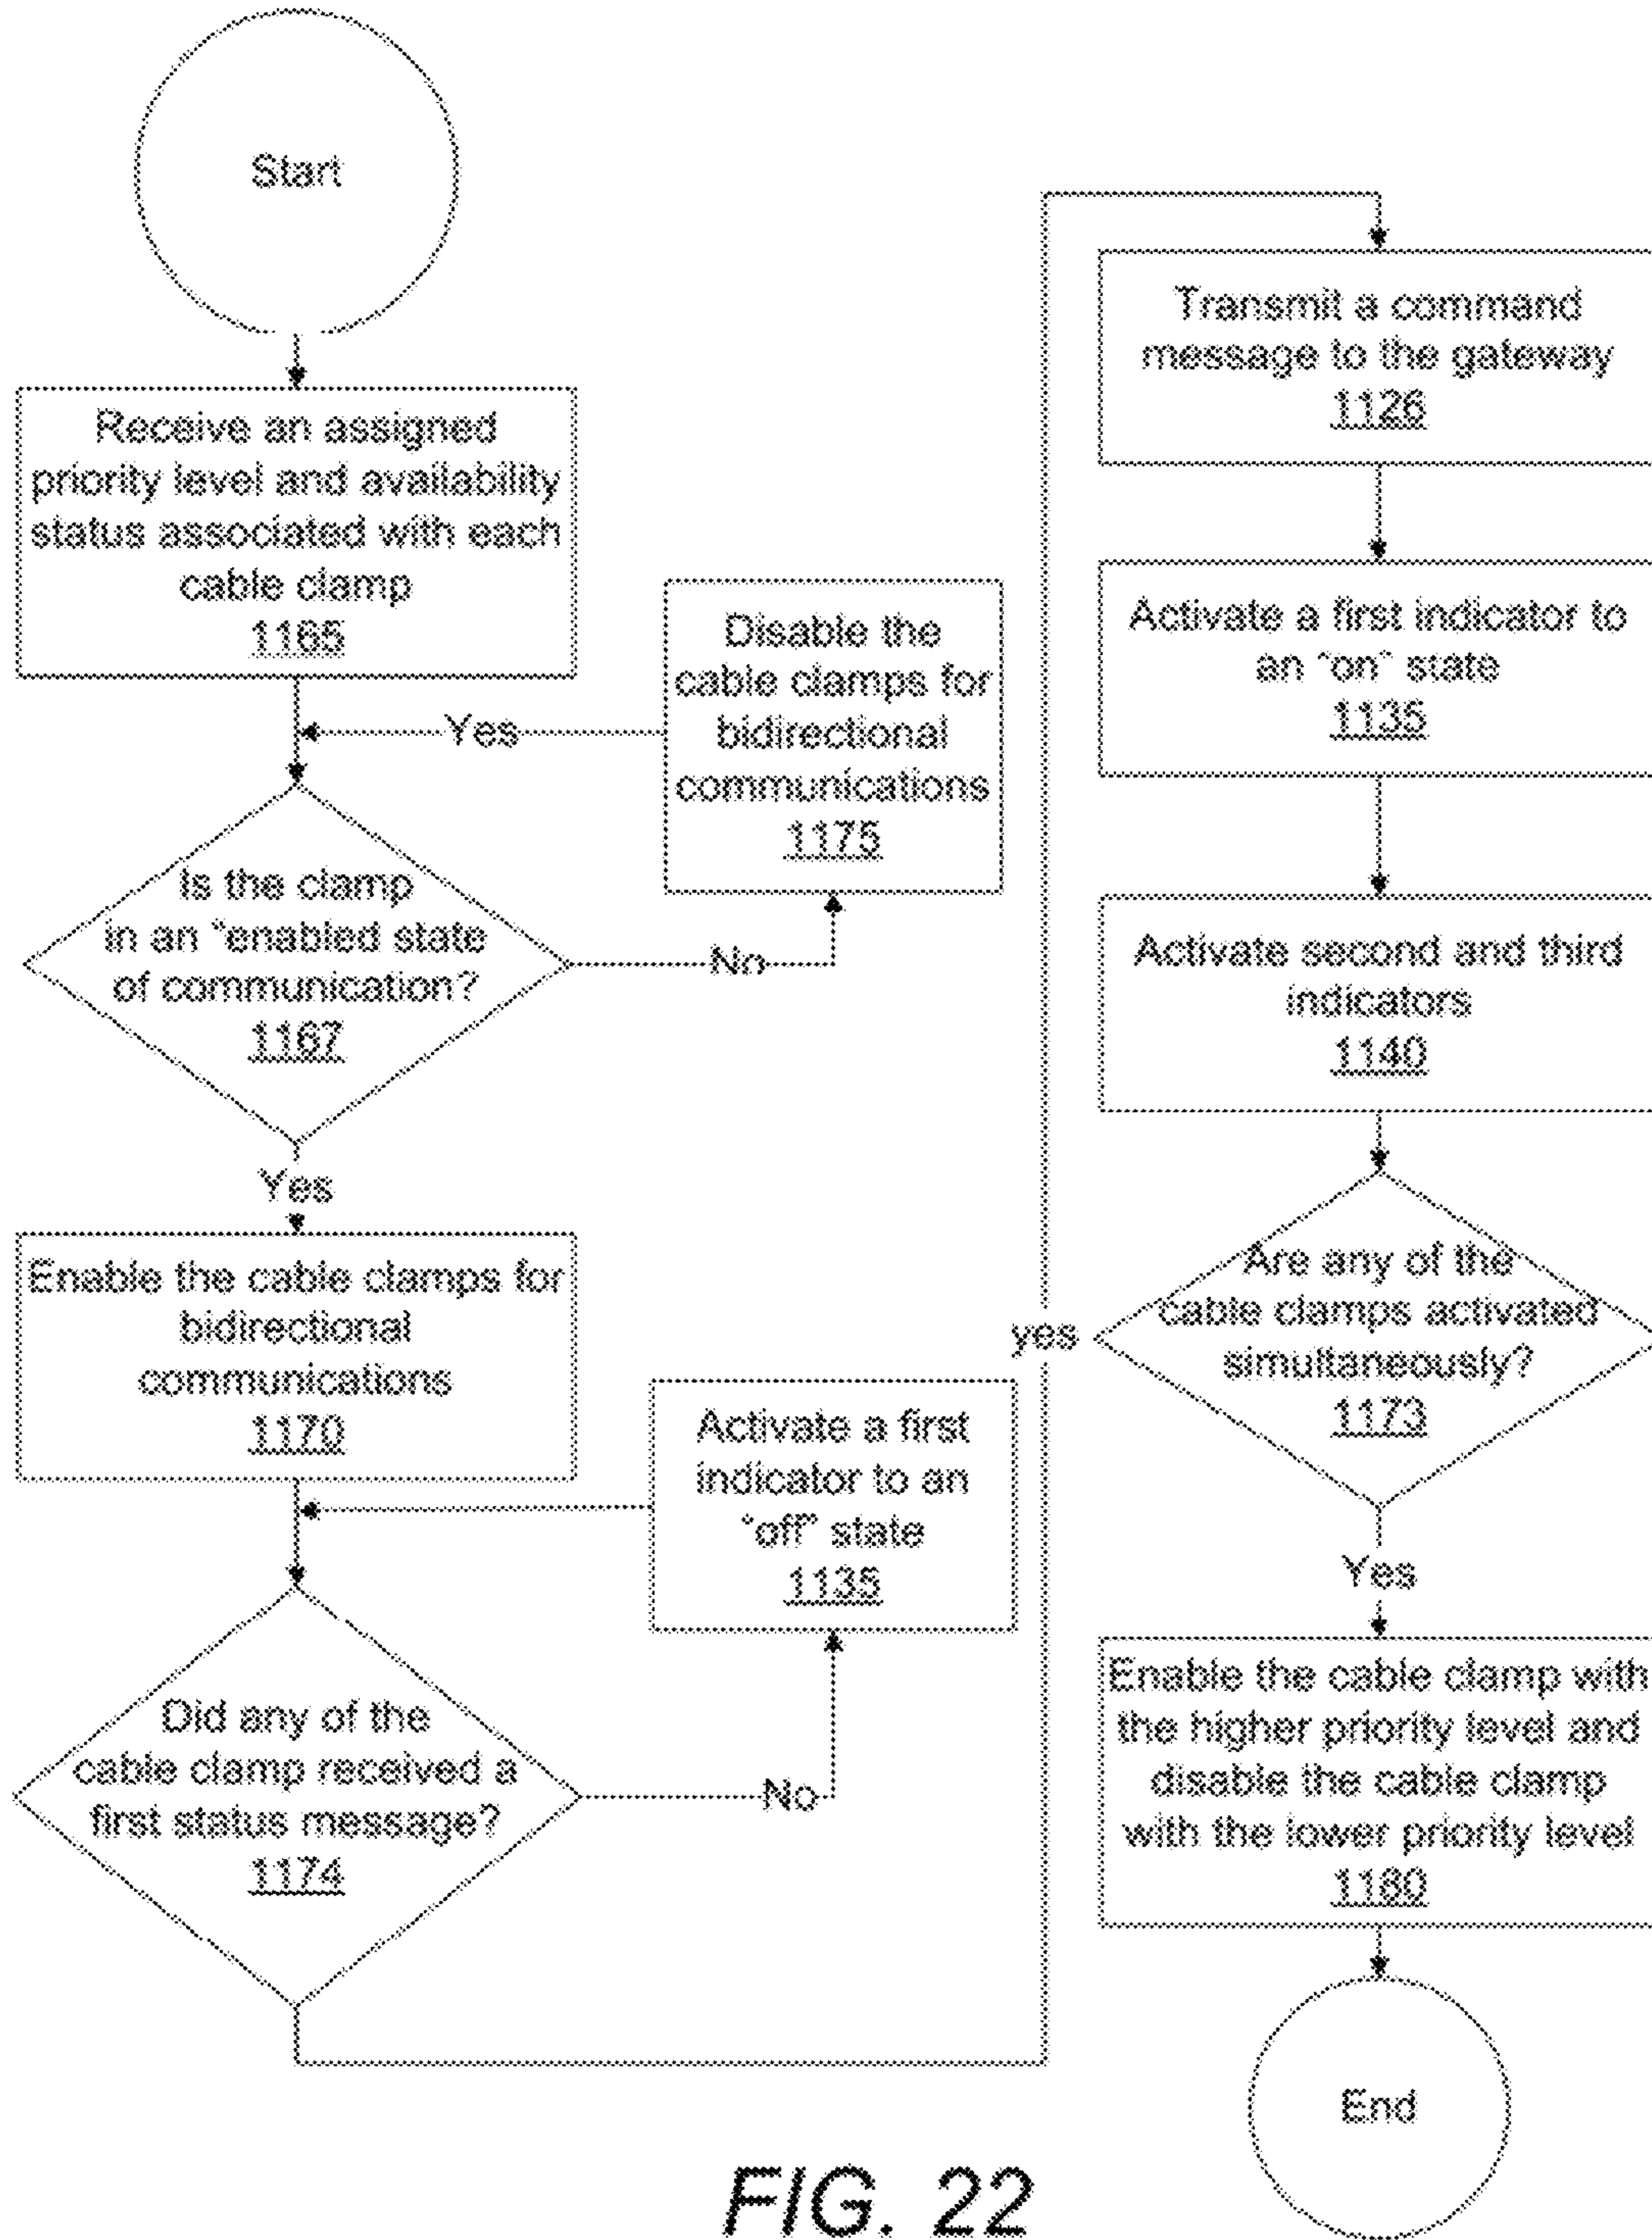 Start
Receive an assigned
priority level and availability
status associated with each
cable clamp
1165
Yes
Disable the
cable clamps for
bidirectional
communications
1175
Is the clamp
in an "enabled state
of communication?
1167
No
Yes
Enable the cable clamps for
bidirectional
communications
1170
Activate a first
indicator to an
"off" state
1135
Did any of the
cable clamp received a
first status message?
1174
No
yes
Transmit a command
message to the gateway
1126
Activate a first indicator to
an "on" state
1135
Activate second and third
indicators
1140
Are any of the
cable clamps activated
simultaneously?
1173
Yes
Enable the cable clamp with
the higher priority level and
disable the cable clamp
with the lower priority level
1180
End
FIG. 22